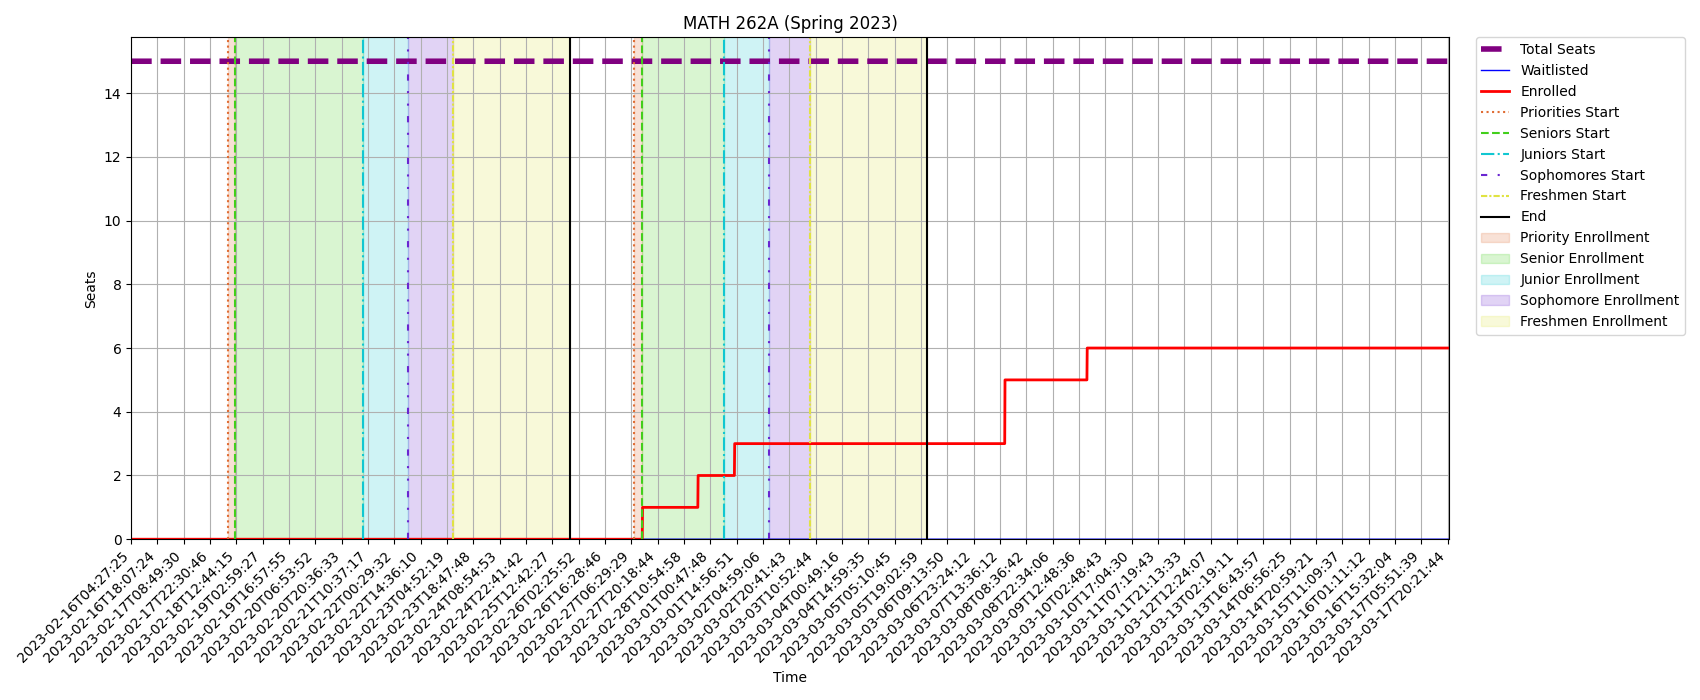 MATH 262A (Spring 2023)
Seats
14
12
10
8
6
4
2
0
2023-02-16T04:27:25
2023-02-16T18:07:24
2023-02-17T08:49:30
2023-02-17T22:30:46
2023-02-18T12:44:15
2023-02-19T02:59:27
2023-02-19T16:57:55
2023-02-20T06:53:52
2023-02-20T20:36:33
2023-02-21T10:37:17
2023-02-22T00:29:32
2023-02-22T14:36:10
2023-02-23T04:52:19
2023-02-23T18:47:48
2023-02-24T08:54:53
2023-02-24T22:41:42
2023-02-25T12:42:27
2023-02-26T02:25:52
2023-02-26T16:28:46
2023-02-27T06:29:29
2023-02-27T20:18:44
2023-02-28T10:54:58
2023-03-01T00:47:48
2023-03-01T14:56:51
2023-03-02T04:59:06
2023-03-02T20:41:43
2023-03-03T10:52:44
2023-03-04T00:49:16
2023-03-04T14:59:35
2023-03-05T05:10:45
2023-03-05T19:02:59
2023-03-06T09:13:50
2023-03-06T23:24:12
2023-03-07T13:36:12
2023-03-08T08:36:42
2023-03-08T22:34:06
2023-03-09T12:48:36
2023-03-10T02:48:43
2023-03-10T17:04:30
2023-03-11T07:19:43
2023-03-11T21:13:33
2023-03-12T12:24:07
2023-03-13T02:19:11
2023-03-13T16:43:57
2023-03-14T06:56:25
2023-03-14T20:59:21
2023-03-15T11:09:37
2023-03-16T01:11:12
2023-03-16T15:32:04
2023-03-17T05:51:39
2023-03-17T20:21:44
Time
Total Seats
Waitlisted
Enrolled
Priorities Start
Seniors Start
Juniors Start
Sophomores Start
Freshmen Start
End
Priority Enrollment
Senior Enrollment
Junior Enrollment
Sophomore Enrollment
Freshmen Enrollment